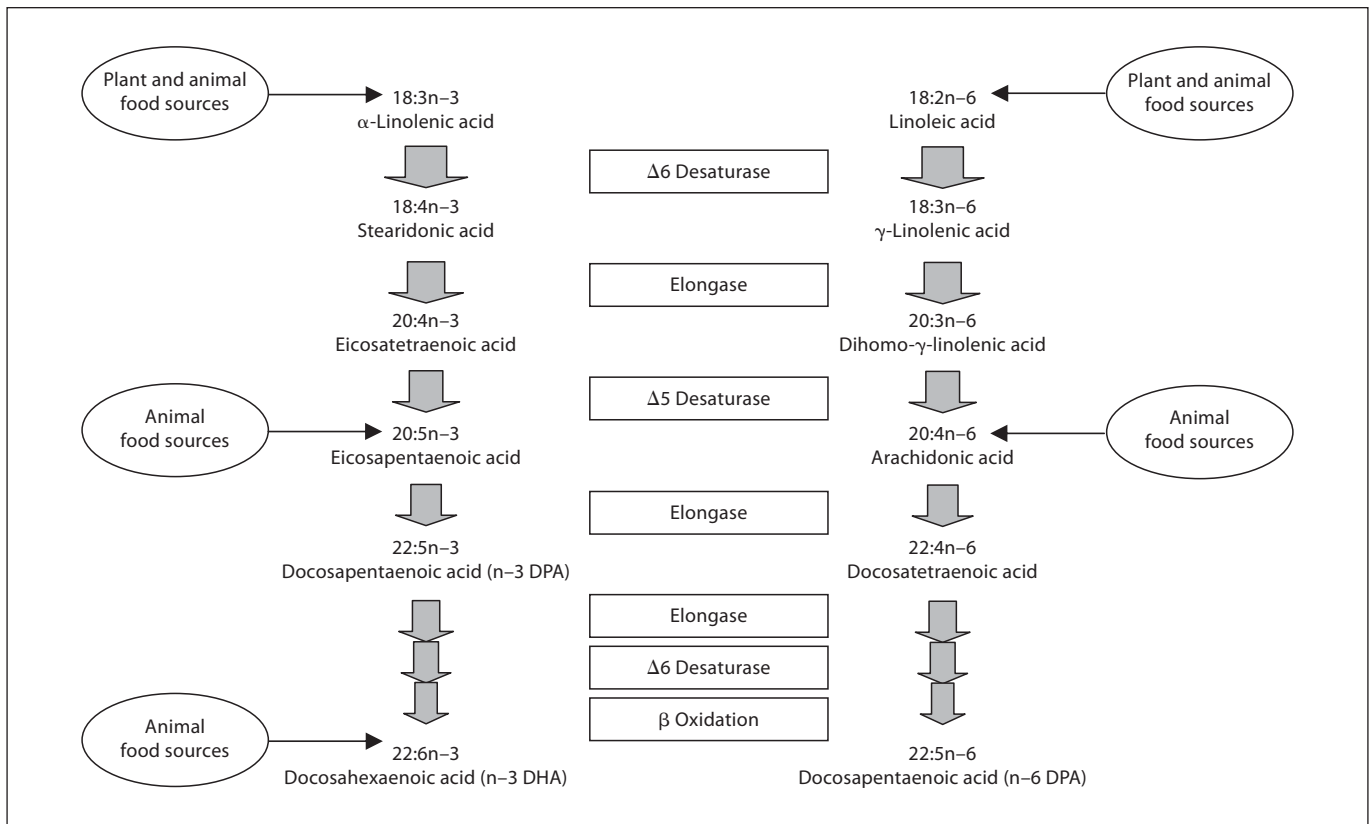 Plant and animal
food sources
18:3n–3
α-Linolenic acid
18:2n–6
Linoleic acid
Plant and animal
food sources
Δ6 Desaturase
18:4n–3
Stearidonic acid
18:3n–6
γ-Linolenic acid
Elongase
20:4n–3
Eicosatetraenoic acid
20:3n–6
Dihomo-γ-linolenic acid
Δ5 Desaturase
Animal
food sources
20:5n–3
Eicosapentaenoic acid
20:4n–6
Arachidonic acid
Animal
food sources
Elongase
22:5n–3
Docosapentaenoic acid (n–3 DPA)
22:4n–6
Docosatetraenoic acid
Elongase
Δ6 Desaturase
β Oxidation
Animal
food sources
22:6n–3
Docosahexaenoic acid (n–3 DHA)
22:5n–6
Docosapentaenoic acid (n–6 DPA)